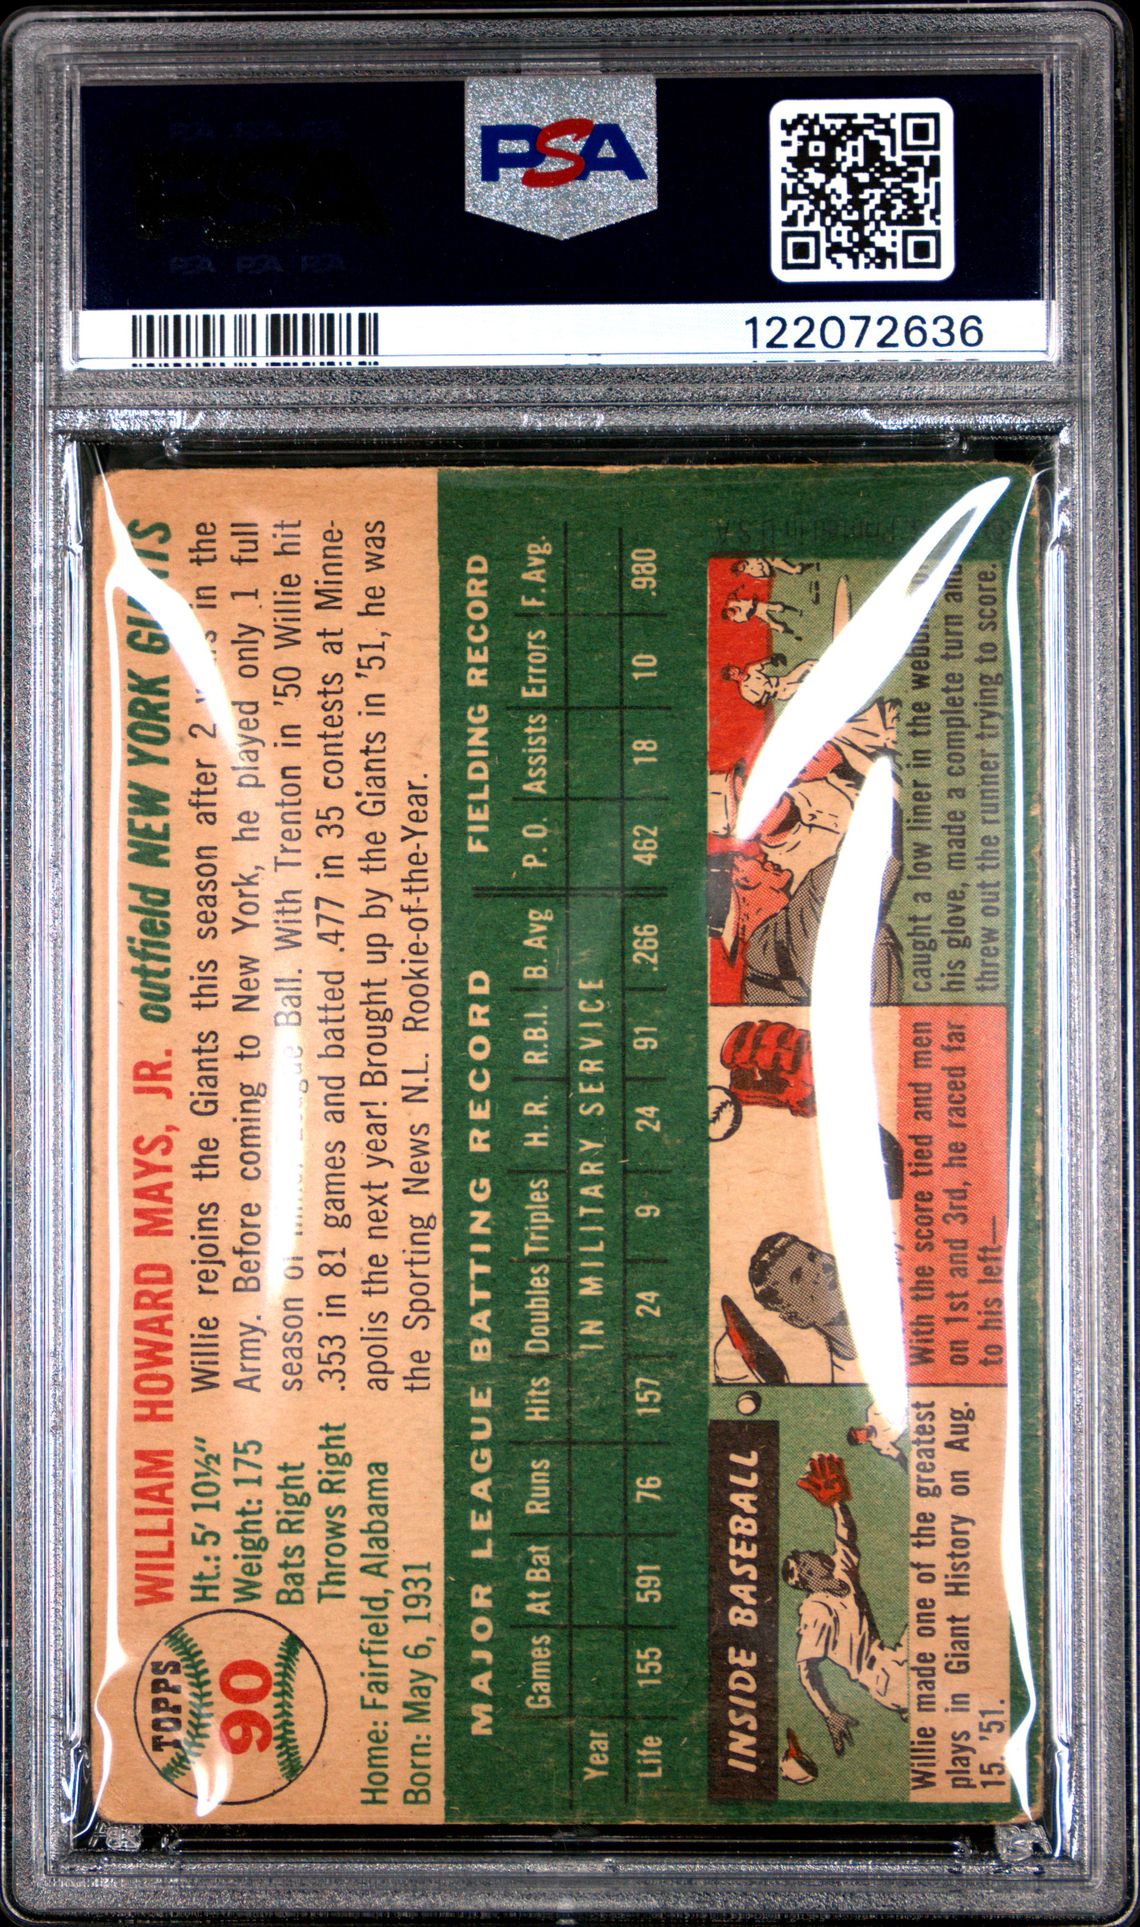 PSA
122072636
TOPPS
90
WILLIAM HOWARD MAYS, JR. outfield NEW YORK
Ht.: 5' 10½"
Weight: 175
Bats Right
Throws Right
Home: Fairfield, Alabama
Born: May 6, 1931
Willie rejoins the Giants this season after 2 in the
Army. Before coming to New York, he played only 1 full
season of Ball. With Trenton in '50 Willie hit
.353 in 81 games and batted .477 in 35 contests at Minne-
apolis the next year! Brought up by the Giants in '51, he was
the Sporting News N.L. Rookie-of-the-Year.
MAJOR LEAGUE BATTING RECORD FIELDING RECORD
Year Games At Bat Runs Hits Doubles Triples H. R. R.B.I. B. Avg P. O. Assists Errors F. Avg.
IN MILITARY SERVICE
Life 155 591 76 157 24 9 24 91 .266 462 18 10 .980
INSIDE BASEBALL
Willie made one of the greatest
plays in Giant History on Aug.
15. '51.
With the score tied and men
on 1st and 3rd, he raced far
to his left—
caught a low liner in the
his glove, made a complete turn and
threw out the runner trying to score.
U.S.A.